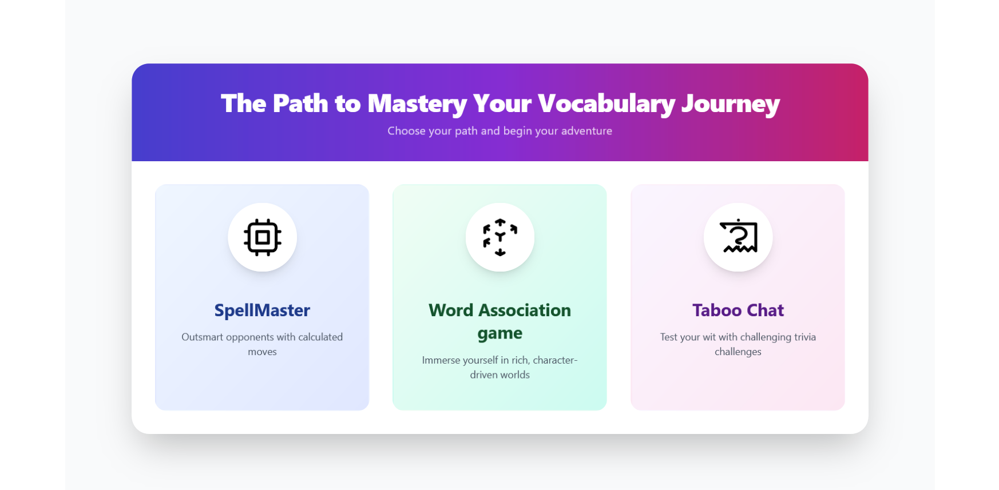 The Path to Mastery Your Vocabulary Journey
Choose your path and begin your adventure
SpellMaster
Outsmart opponents with calculated
moves
Word Association
game
Immerse yourself in rich, character-
driven worlds
Taboo Chat
Test your wit with challenging trivia
challenges